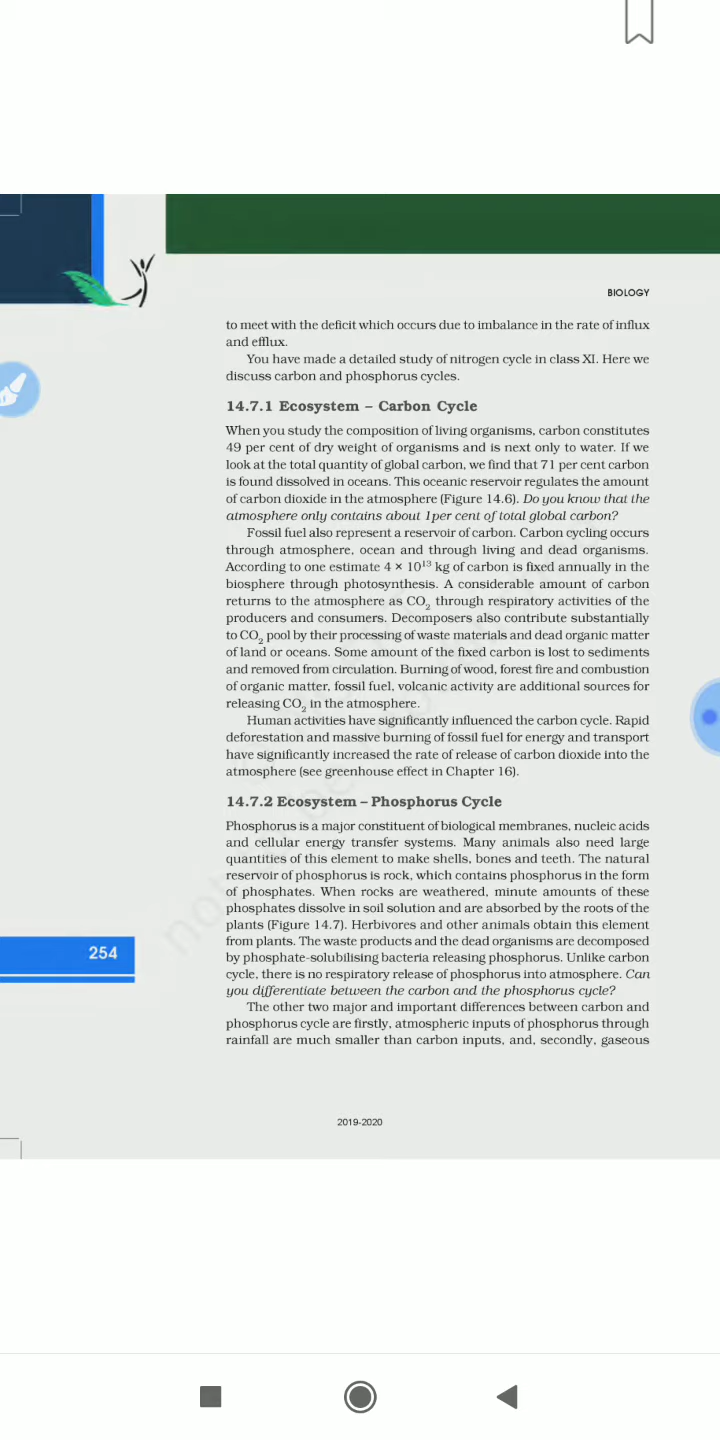 BIOLOGY
to meet with the deficit which occurs due to imbalance in the rate of influx
and efflux.
You have made a detailed study of nitrogen cycle in class XI. Here we
discuss carbon and phosphorus cycles.
14.7.1 Ecosystem – Carbon Cycle
When you study the composition of living organisms, carbon constitutes
49 per cent of dry weight of organisms and is next only to water. If we
look at the total quantity of global carbon, we find that 71 per cent carbon
is found dissolved in oceans. This oceanic reservoir regulates the amount
of carbon dioxide in the atmosphere (Figure 14.6). Do you know that the
atmosphere only contains about 1per cent of total global carbon?
Fossil fuel also represent a reservoir of carbon. Carbon cycling occurs
through atmosphere, ocean and through living and dead organisms.
According to one estimate 4 × 10¹³ kg of carbon is fixed annually in the
biosphere through photosynthesis. A considerable amount of carbon
returns to the atmosphere as CO₂ through respiratory activities of the
producers and consumers. Decomposers also contribute substantially
to CO₂ pool by their processing of waste materials and dead organic matter
of land or oceans. Some amount of the fixed carbon is lost to sediments
and removed from circulation. Burning of wood, forest fire and combustion
of organic matter, fossil fuel, volcanic activity are additional sources for
releasing CO₂ in the atmosphere.
Human activities have significantly influenced the carbon cycle. Rapid
deforestation and massive burning of fossil fuel for energy and transport
have significantly increased the rate of release of carbon dioxide into the
atmosphere (see greenhouse effect in Chapter 16).
14.7.2 Ecosystem – Phosphorus Cycle
Phosphorus is a major constituent of biological membranes, nucleic acids
and cellular energy transfer systems. Many animals also need large
quantities of this element to make shells, bones and teeth. The natural
reservoir of phosphorus is rock, which contains phosphorus in the form
of phosphates. When rocks are weathered, minute amounts of these
phosphates dissolve in soil solution and are absorbed by the roots of the
plants (Figure 14.7). Herbivores and other animals obtain this element
from plants. The waste products and the dead organisms are decomposed
by phosphate-solubilising bacteria releasing phosphorus. Unlike carbon
cycle, there is no respiratory release of phosphorus into atmosphere. Can
you differentiate between the carbon and the phosphorus cycle?
The other two major and important differences between carbon and
phosphorus cycle are firstly, atmospheric inputs of phosphorus through
rainfall are much smaller than carbon inputs, and, secondly, gaseous
254
2019-2020